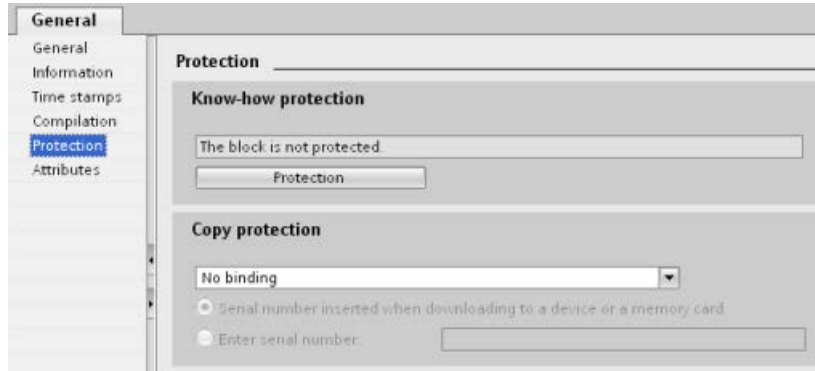 General
General
Information
Time stamps
Compilation
Protection
Attributes
Protection
Know-how protection
The block is not protected.
Protection
Copy protection
No binding
Serial number inserted when downloading to a device or a memory card
Enter serial number: